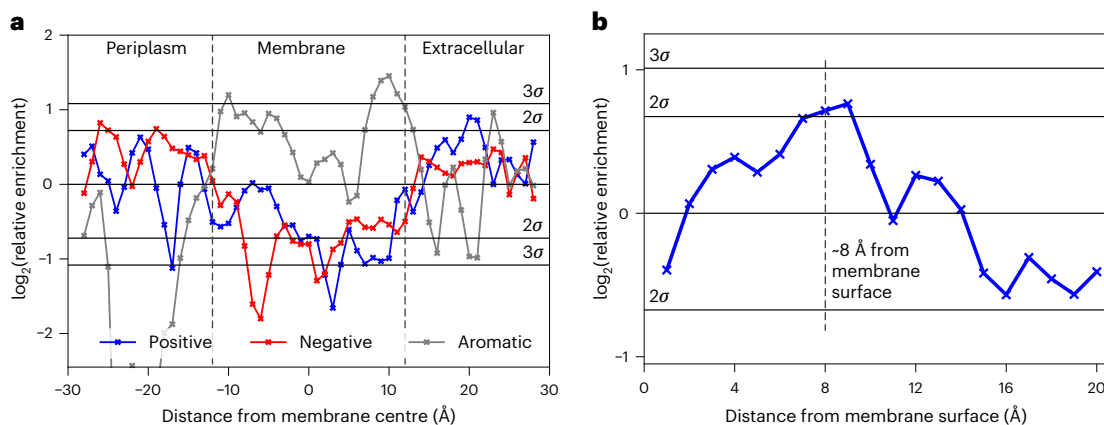 a
2
1
0
−1
−2
log2(relative enrichment)
Periplasm
Membrane
Extracellular
3σ
2σ
2σ
3σ
Positive
Negative
Aromatic
−30
−20
−10
0
10
20
30
Distance from membrane centre (Å)
b
1
0
−1
log2(relative enrichment)
3σ
2σ
2σ
~8 Å from
membrane
surface
0
4
8
12
16
20
Distance from membrane surface (Å)